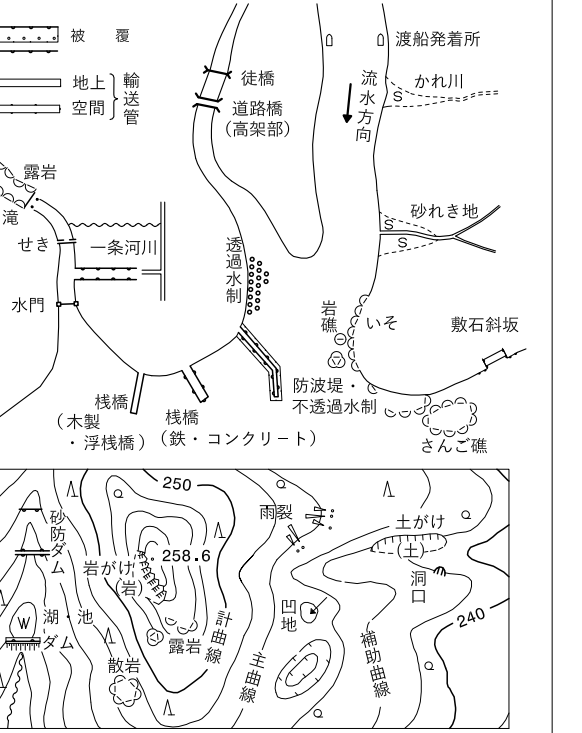 被　覆
渡船発着所
地上
空間
輸送管
徒橋
道路橋
（高架部）
流水方向
かれ川
S
露岩
滝
せき
一条河川
透過水制
砂れき地
S
S
水門
岩礁
いそ
敷石斜坂
桟橋
（木製
・浮桟橋）
桟橋
（鉄・コンクリート）
防波堤・
不透過水制
さんご礁
250
砂防ダム
雨裂
土がけ
（土）
258.6
岩がけ
（岩）
洞口
湖・池
W
ダム
凹地
計曲線
240
露岩
主曲線
補助曲線
散岩